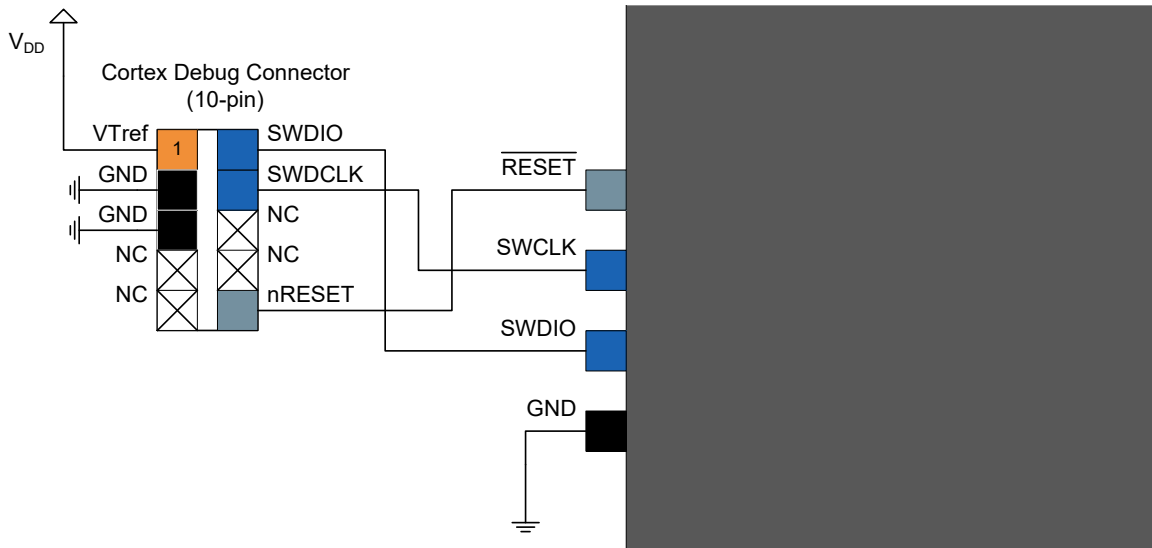 V_DD
Cortex Debug Connector
(10-pin)
VTref 1 SWDIO
GND SWDCLK
GND NC
NC NC
NC nRESET
RESET
SWCLK
SWDIO
GND